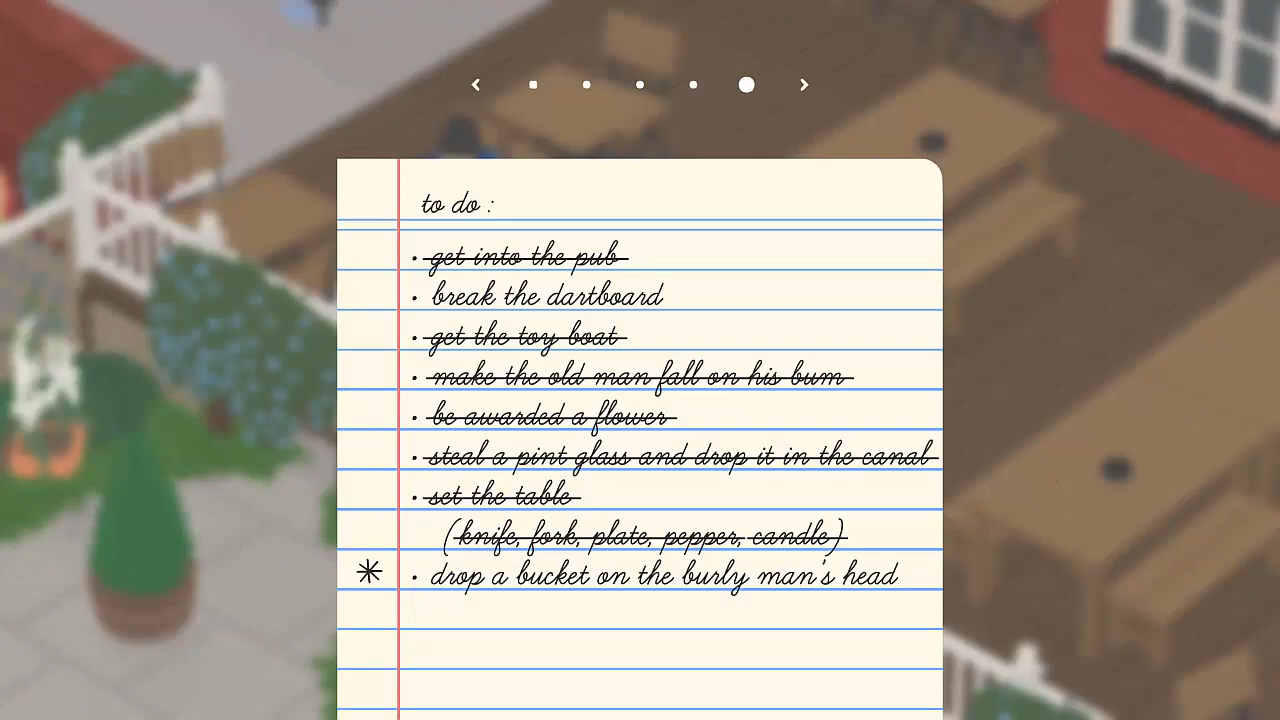 to do :
• get into the pub
• break the dartboard
• get the toy boat
• make the old man fall on his bum
• be awarded a flower
• steal a pint glass and drop it in the canal
• set the table
(knife, fork, plate, pepper, candle)
• drop a bucket on the burly man's head